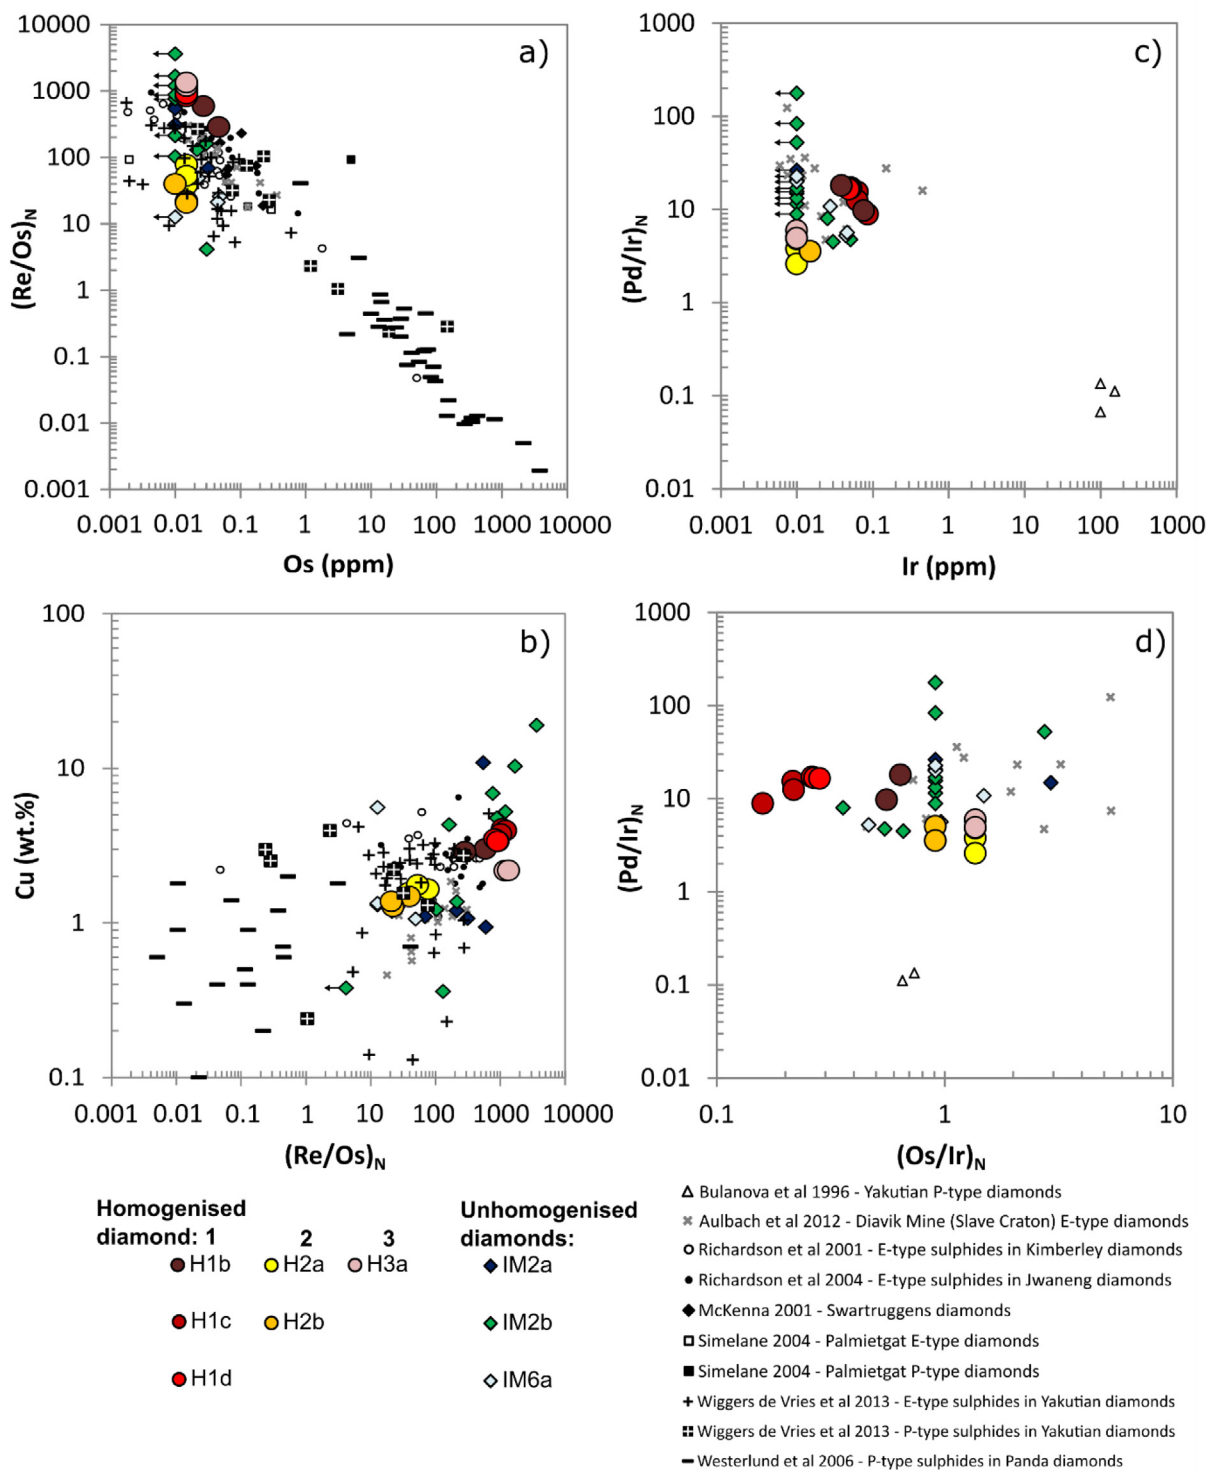 a)
10000
1000
100
10
1
0.1
0.01
0.001
(Re/Os)N
0.001 0.01 0.1 1 10 100 1000 10000
Os (ppm)
c)
1000
100
10
1
0.1
0.01
(Pd/Ir)N
0.001 0.01 0.1 1 10 100 1000
Ir (ppm)
b)
100
10
1
0.1
Cu (wt.%)
0.001 0.01 0.1 1 10 100 1000 10000
(Re/Os)N
d)
1000
100
10
1
0.1
0.01
(Pd/Ir)N
0.1 1 10
(Os/Ir)N
Homogenised
diamond: 1 2 3
H1b H2a H3a
H1c H2b
H1d
Unhomogenised
diamonds:
IM2a
IM2b
IM6a
Bulanova et al 1996 - Yakutian P-type diamonds
Aulbach et al 2012 - Diavik Mine (Slave Craton) E-type diamonds
Richardson et al 2001 - E-type sulphides in Kimberley diamonds
Richardson et al 2004 - E-type sulphides in Jwaneng diamonds
McKenna 2001 - Swartruggens diamonds
Simelane 2004 - Palmietgat E-type diamonds
Simelane 2004 - Palmietgat P-type diamonds
Wiggers de Vries et al 2013 - E-type sulphides in Yakutian diamonds
Wiggers de Vries et al 2013 - P-type sulphides in Yakutian diamonds
Westerlund et al 2006 - P-type sulphides in Panda diamonds